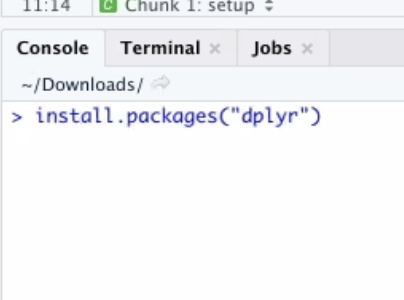 11:14 C Chunk 1: setup
Console Terminal × Jobs ×
~/Downloads/
> install.packages("dplyr")